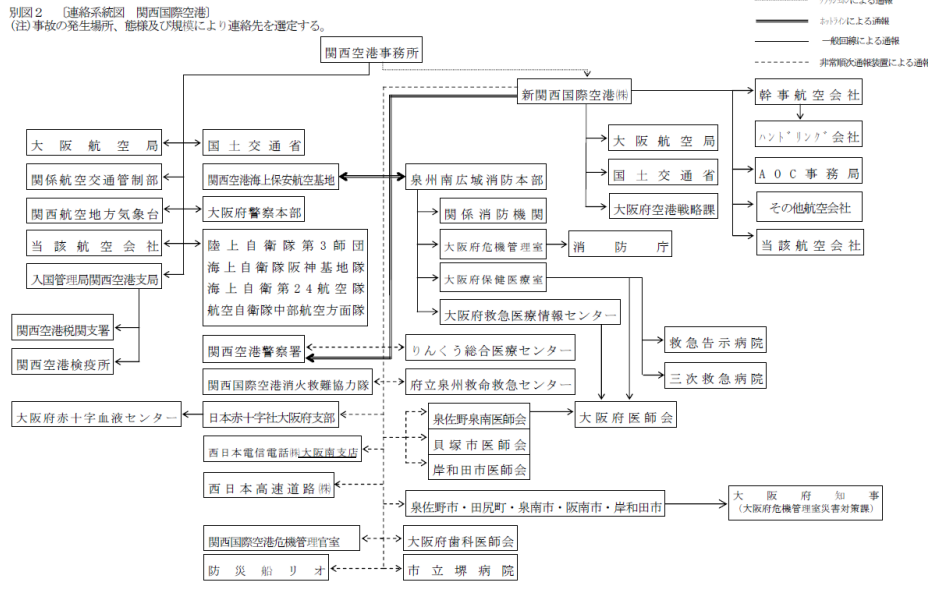 別図2 〔連絡系統図 関西国際空港〕
(注)事故の発生場所、態様及び規模により連絡先を選定する。
ホットラインによる通報
一般回線による通報
非常順次通報装置による通報
関西空港事務所
新関西国際空港㈱
幹事航空会社
ハンドリング会社
AOC事務局
その他航空会社
当該航空会社
大阪航空局
国土交通省
大阪府空港戦略課
大阪航空局
国土交通省
関係航空交通管制部
関西空港海上保安航空基地
泉州南広域消防本部
関西航空地方気象台
大阪府警察本部
関係消防機関
当該航空会社
陸上自衛隊第3師団
海上自衛隊阪神基地隊
海上自衛第24航空隊
航空自衛隊中部航空方面隊
大阪府危機管理室
消防庁
入国管理局関西空港支局
大阪府保健医療室
大阪府救急医療情報センター
関西空港税関支署
関西空港検疫所
関西空港警察署
りんくう総合医療センター
救急告示病院
三次救急病院
関西国際空港消火救難協力隊
府立泉州救命救急センター
大阪府赤十字血液センター
日本赤十字社大阪府支部
泉佐野泉南医師会
貝塚市医師会
岸和田市医師会
大阪府医師会
西日本電信電話㈱大阪南支店
西日本高速道路㈱
泉佐野市・田尻町・泉南市・阪南市・岸和田市
大阪府知事
(大阪府危機管理室災害対策課)
関西国際空港危機管理官室
大阪府歯科医師会
防災船リオ
市立堺病院